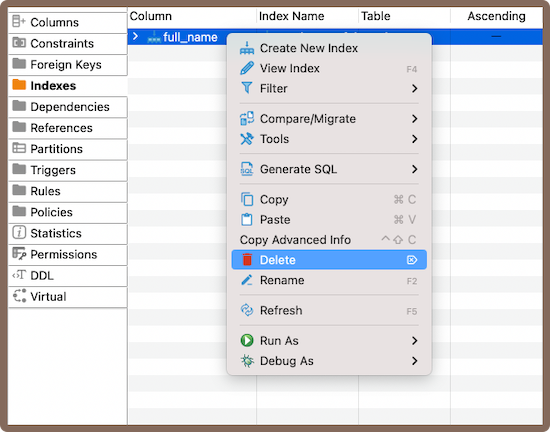 Column Index Name Table Ascending
Columns
Constraints
Foreign Keys
Indexes
Dependencies
References
Partitions
Triggers
Rules
Policies
Statistics
Permissions
DDL
Virtual
full_name
Create New Index
View Index F4
Filter
Compare/Migrate
Tools
Generate SQL
Copy ⌘ C
Paste ⌘ V
Copy Advanced Info ^⇧ C
Delete ⌦
Rename F2
Refresh F5
Run As
Debug As